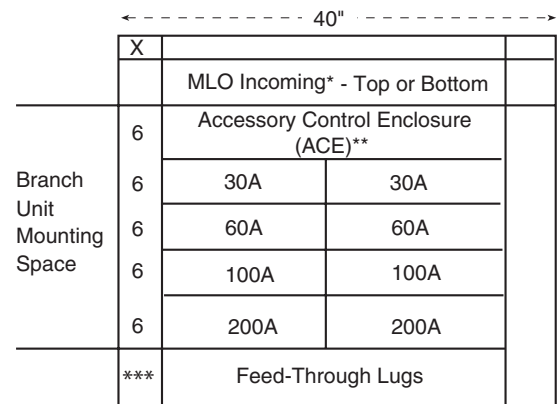 40"
X
MLO Incoming* - Top or Bottom
6 Accessory Control Enclosure
(ACE)**
Branch
Unit
Mounting
Space
6 30A 30A
6 60A 60A
6 100A 100A
6 200A 200A
*** Feed-Through Lugs